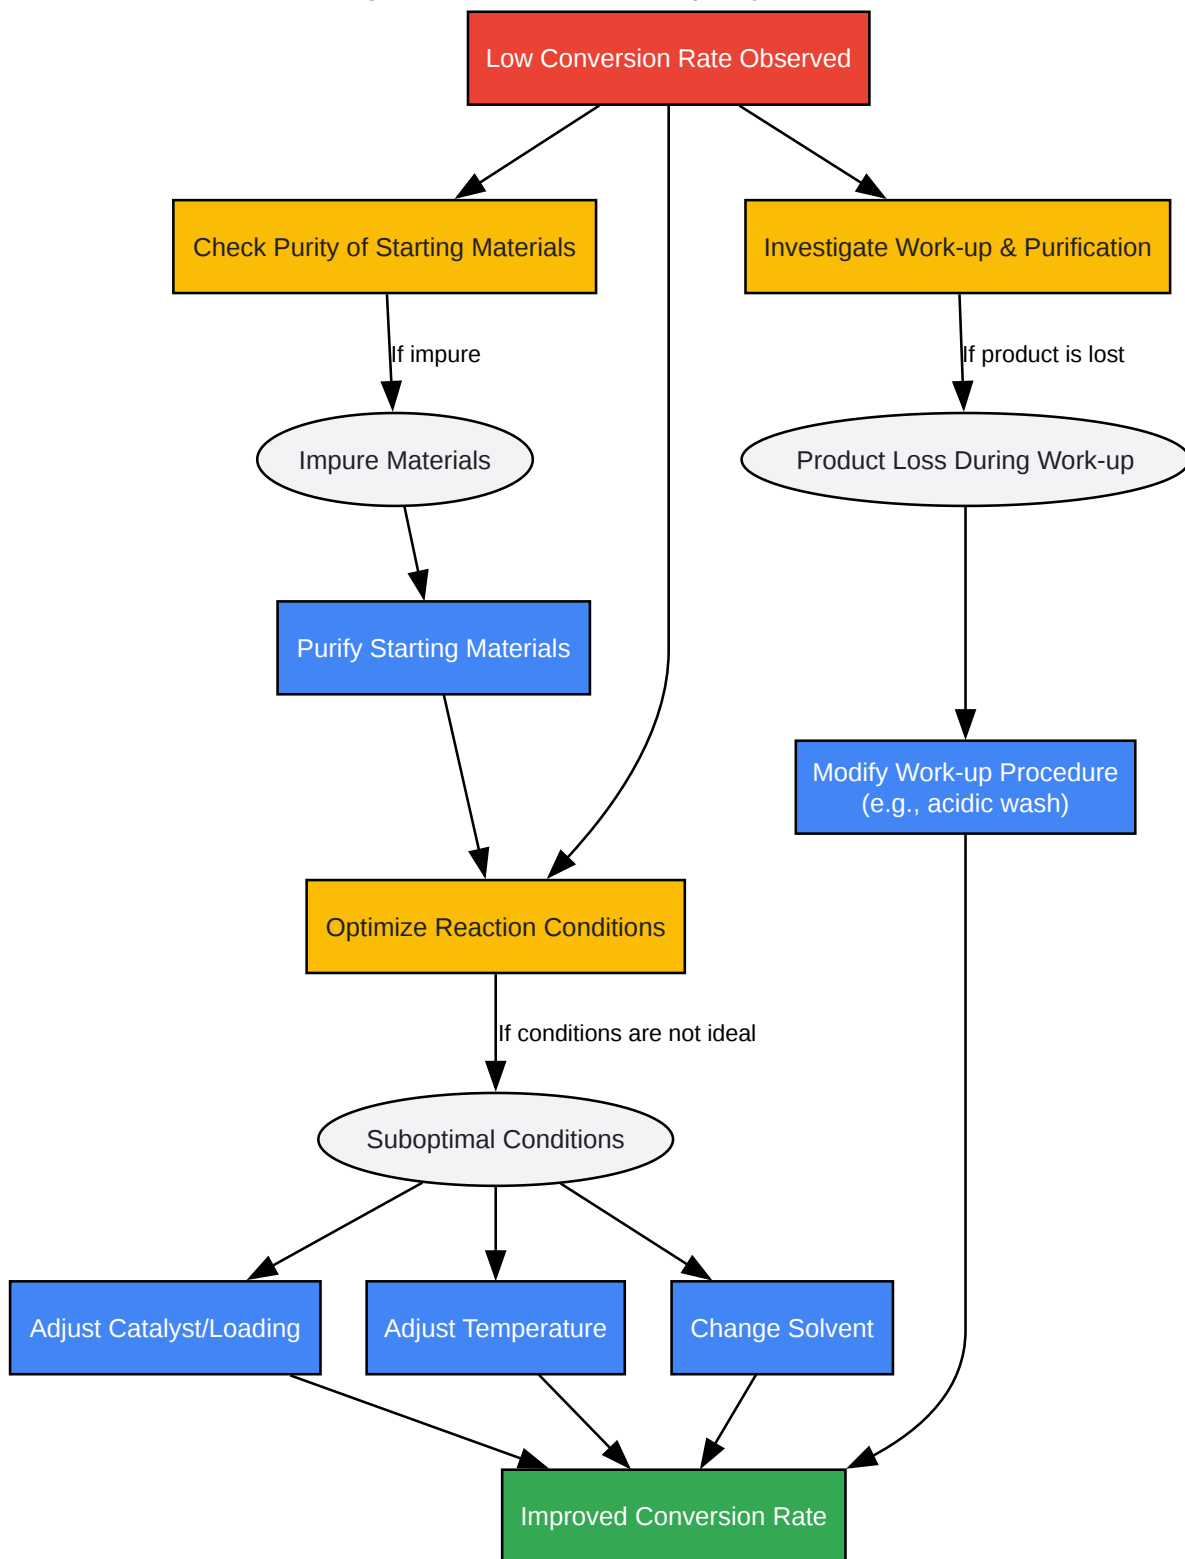 Low Conversion Rate Observed
Check Purity of Starting Materials
Investigate Work-up & Purification
If impure
If product is lost
Impure Materials
Product Loss During Work-up
Purify Starting Materials
Modify Work-up Procedure
(e.g., acidic wash)
Optimize Reaction Conditions
If conditions are not ideal
Suboptimal Conditions
Adjust Catalyst/Loading
Adjust Temperature
Change Solvent
Improved Conversion Rate